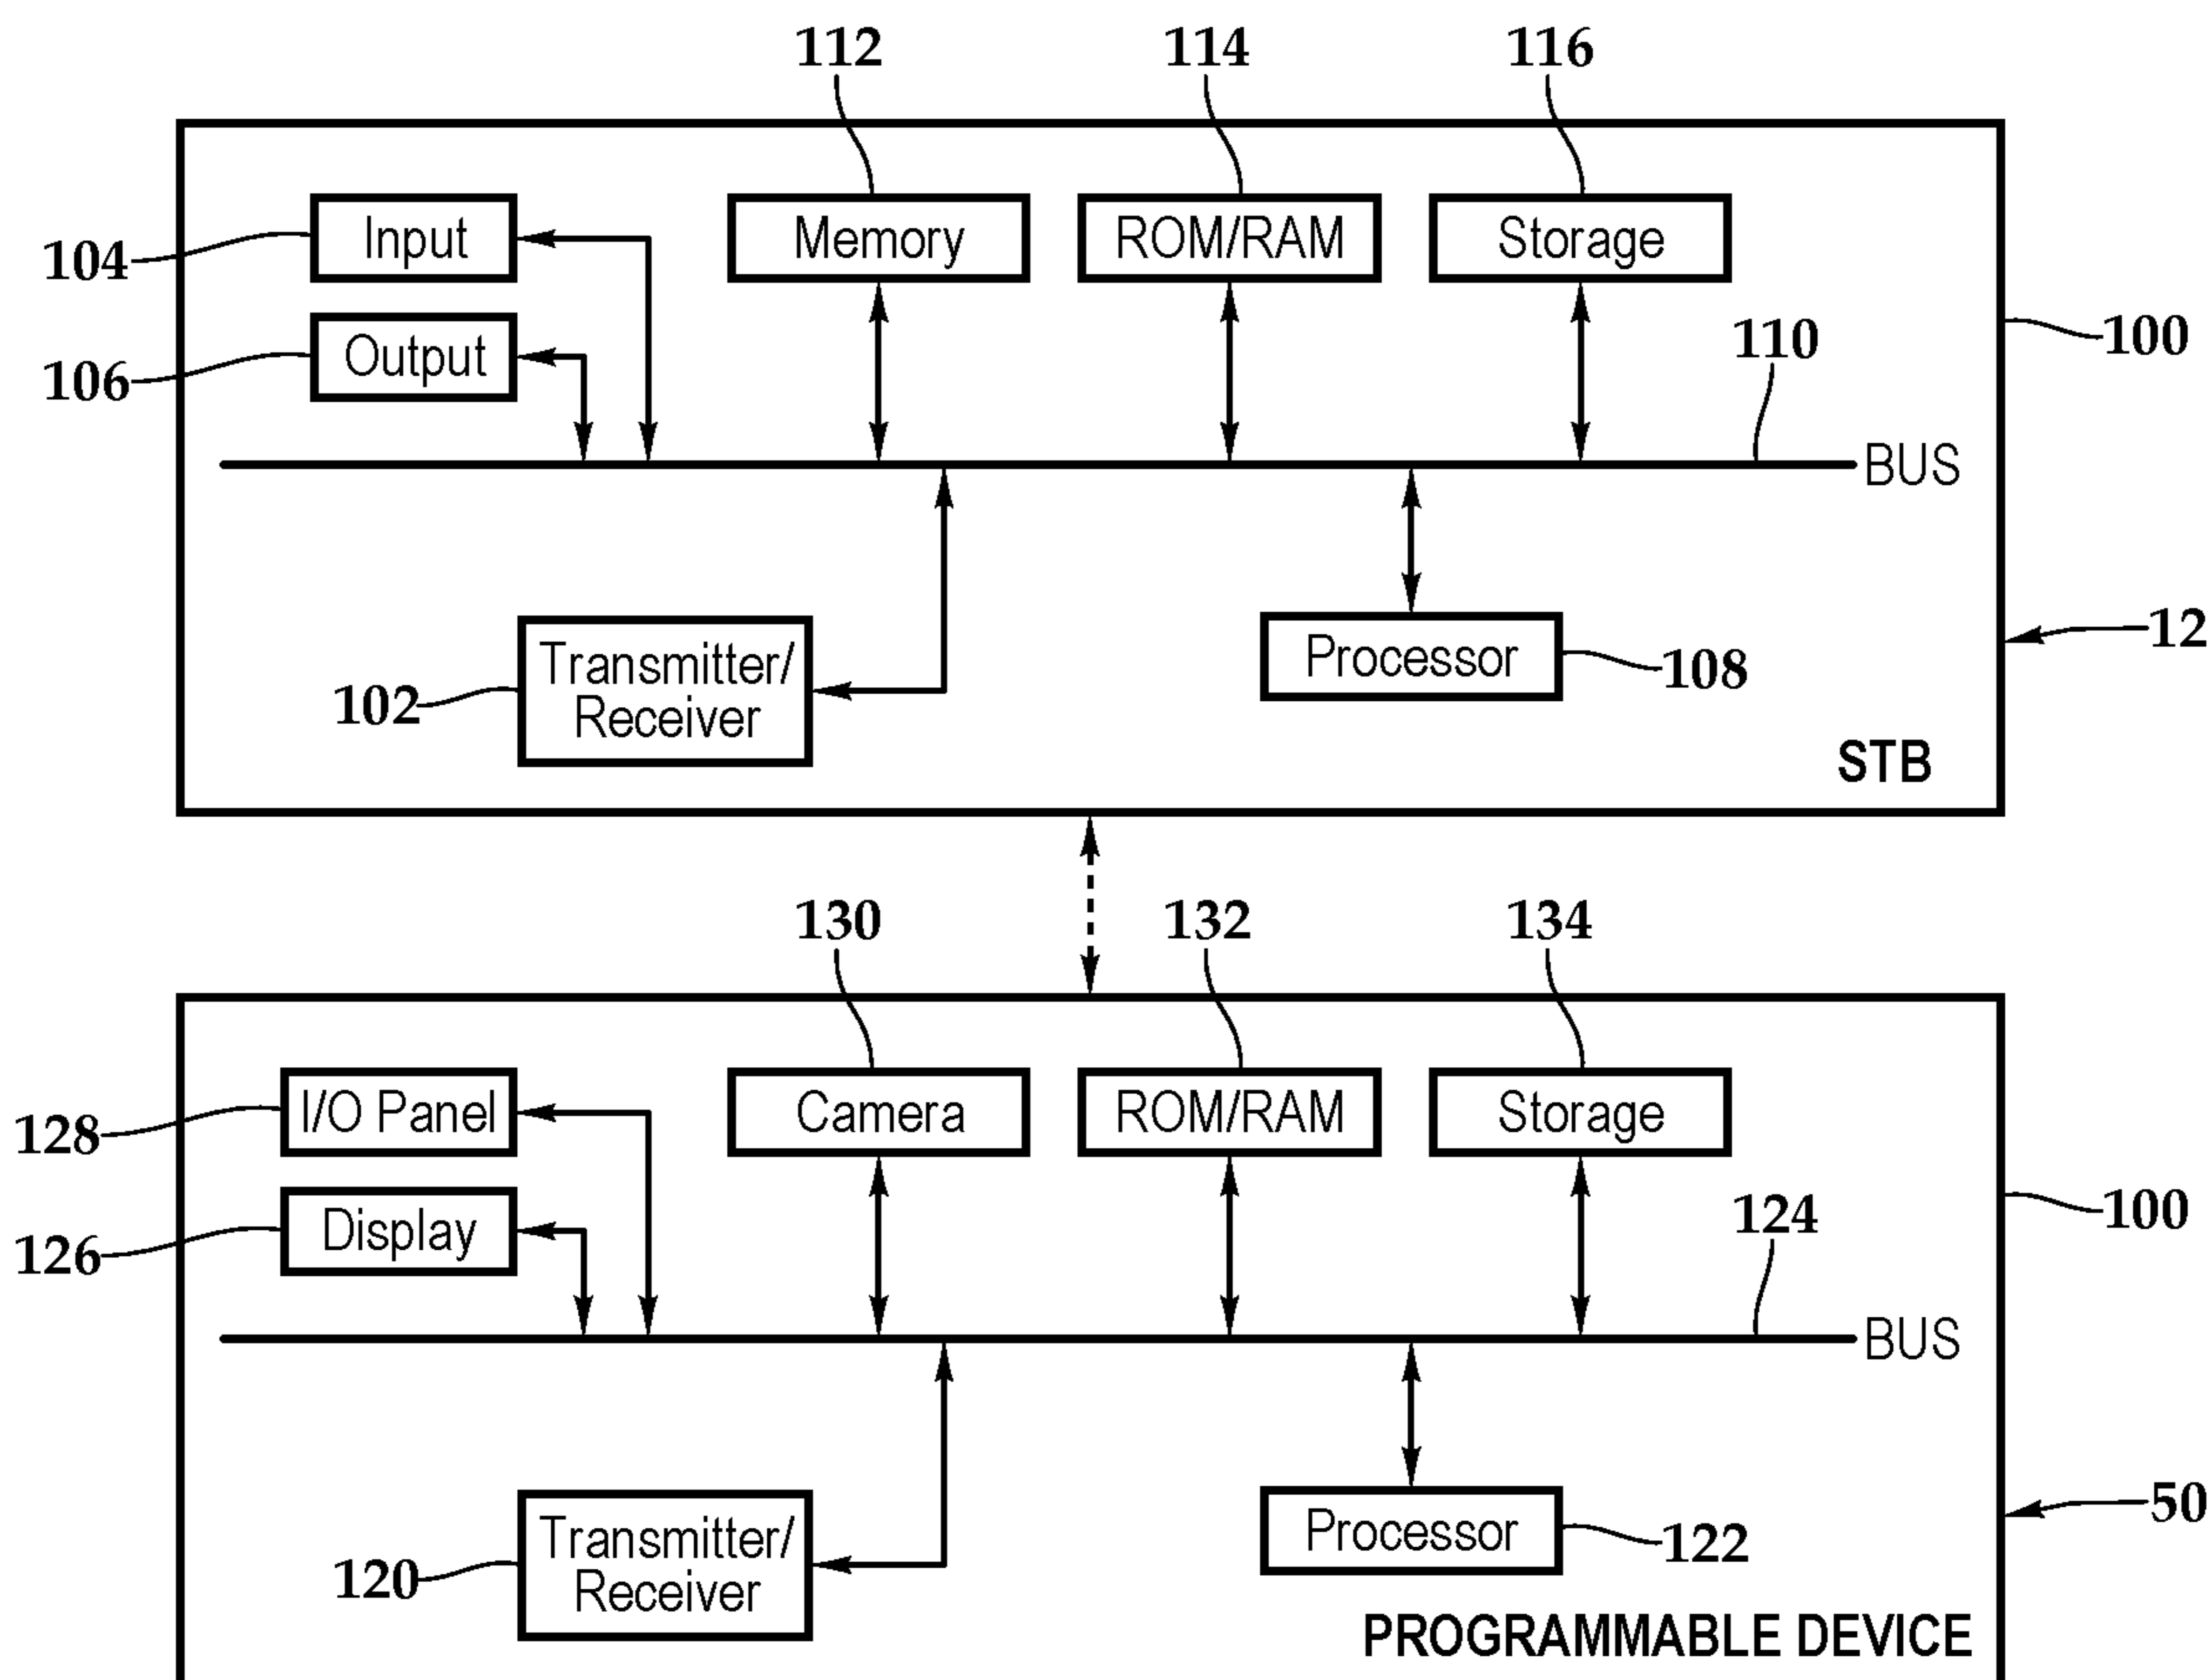 112
114
116
104
Input
Memory
ROM/RAM
Storage
106
Output
110
100
BUS
12
102
Transmitter/
Receiver
Processor
108
STB
130
132
134
128
I/O Panel
Camera
ROM/RAM
Storage
126
Display
124
100
BUS
50
120
Transmitter/
Receiver
Processor
122
PROGRAMMABLE DEVICE